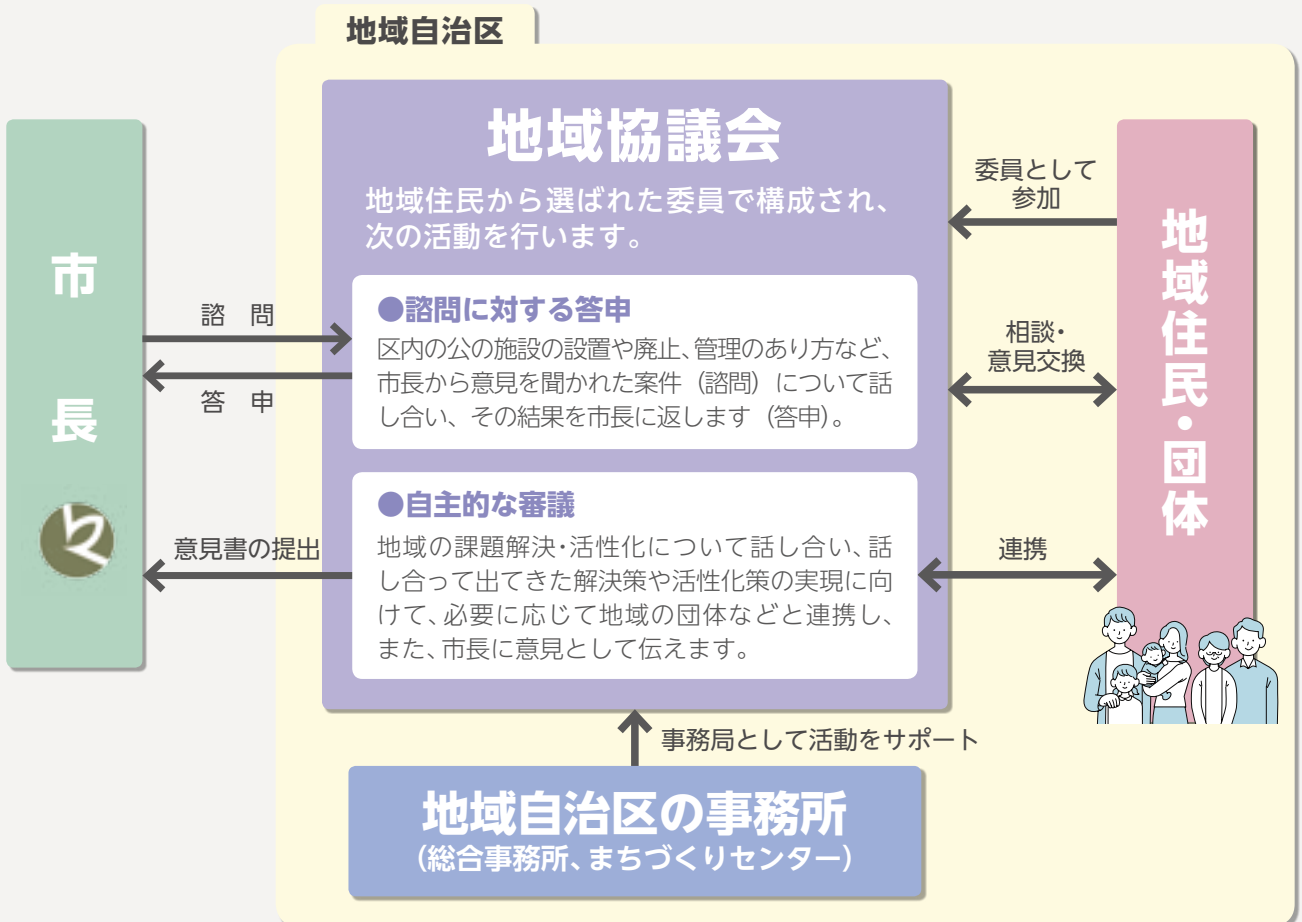 地域自治区
市長
地域協議会
地域住民から選ばれた委員で構成され、
次の活動を行います。
●諮問に対する答申
区内の公の施設の設置や廃止、管理のあり方など、
市長から意見を聞かれた案件（諮問）について話
し合い、その結果を市長に返します（答申）。
●自主的な審議
地域の課題解決・活性化について話し合い、話
し合って出てきた解決策や活性化策の実現に向
けて、必要に応じて地域の団体などと連携し、
また、市長に意見として伝えます。
諮　問
答　申
意見書の提出
委員として
参加
相談・
意見交換
連携
地域住民・団体
事務局として活動をサポート
地域自治区の事務所
（総合事務所、まちづくりセンター）